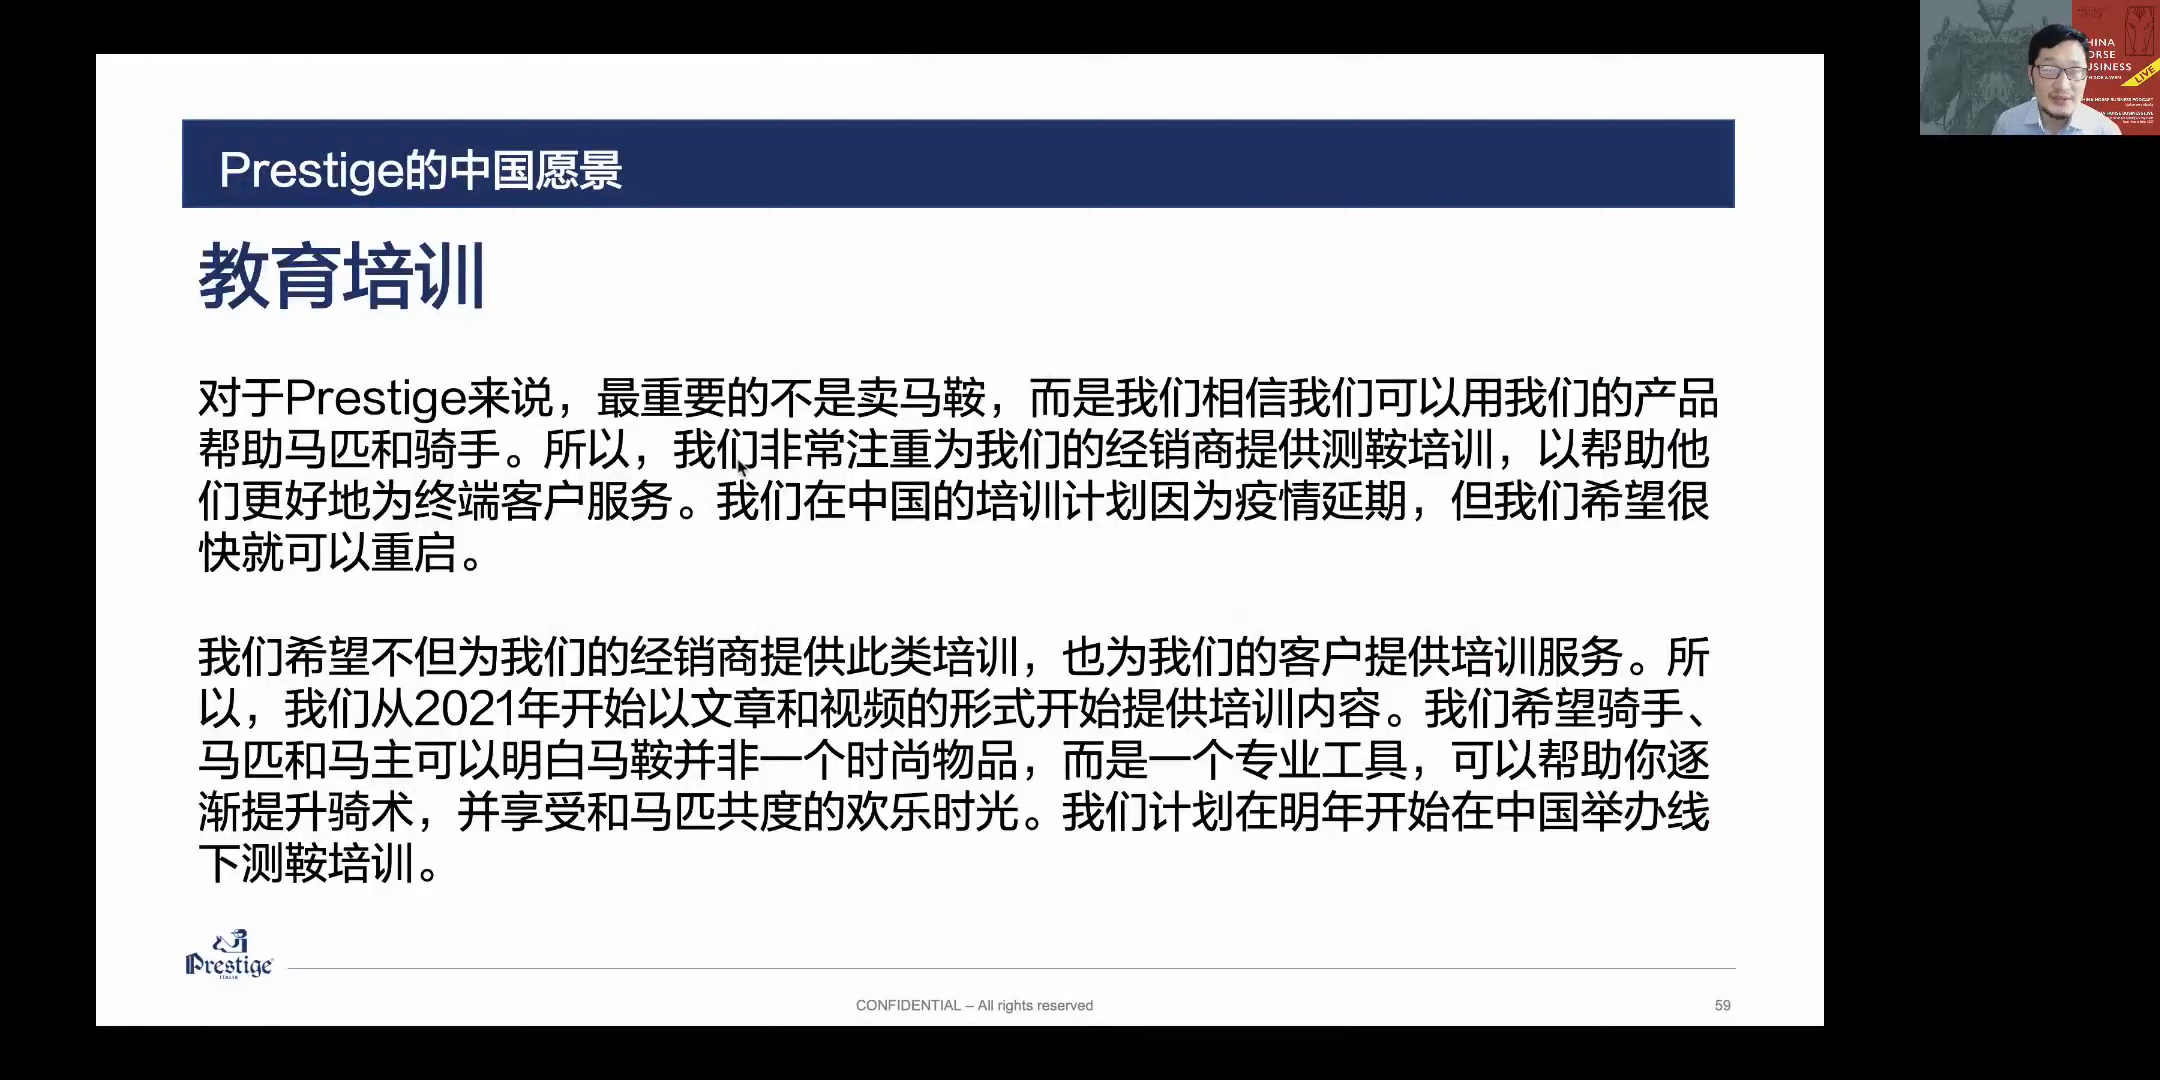 Prestige的中国愿景
教育培训
对于Prestige来说，最重要的不是卖马鞍，而是我们相信我们可以用我们的产品
帮助马匹和骑手。所以，我们非常注重为我们的经销商提供测鞍培训，以帮助他
们更好地为终端客户服务。我们在中国的培训计划因为疫情延期，但我们希望很
快就可以重启。
我们希望不但为我们的经销商提供此类培训，也为我们的客户提供培训服务。所
以，我们从2021年开始以文章和视频的形式开始提供培训内容。我们希望骑手、
马匹和马主可以明白马鞍并非一个时尚物品，而是一个专业工具，可以帮助你逐
渐提升骑术，并享受和马匹共度的欢乐时光。我们计划在明年开始在中国举办线
下测鞍培训。
Prestige
ITALIA
CONFIDENTIAL – All rights reserved
59
HINA
ORSE
USINESS
LIVE